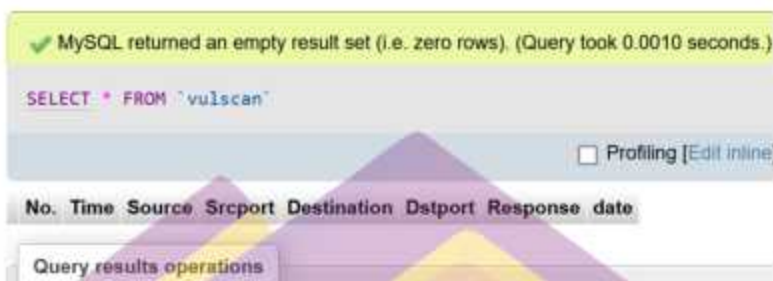 MySQL returned an empty result set (i.e. zero rows). (Query took 0.0010 seconds.)
SELECT * FROM `vulscan`
Profiling [Edit inline]
No. Time Source Srcport Destination Dstport Response date
Query results operations